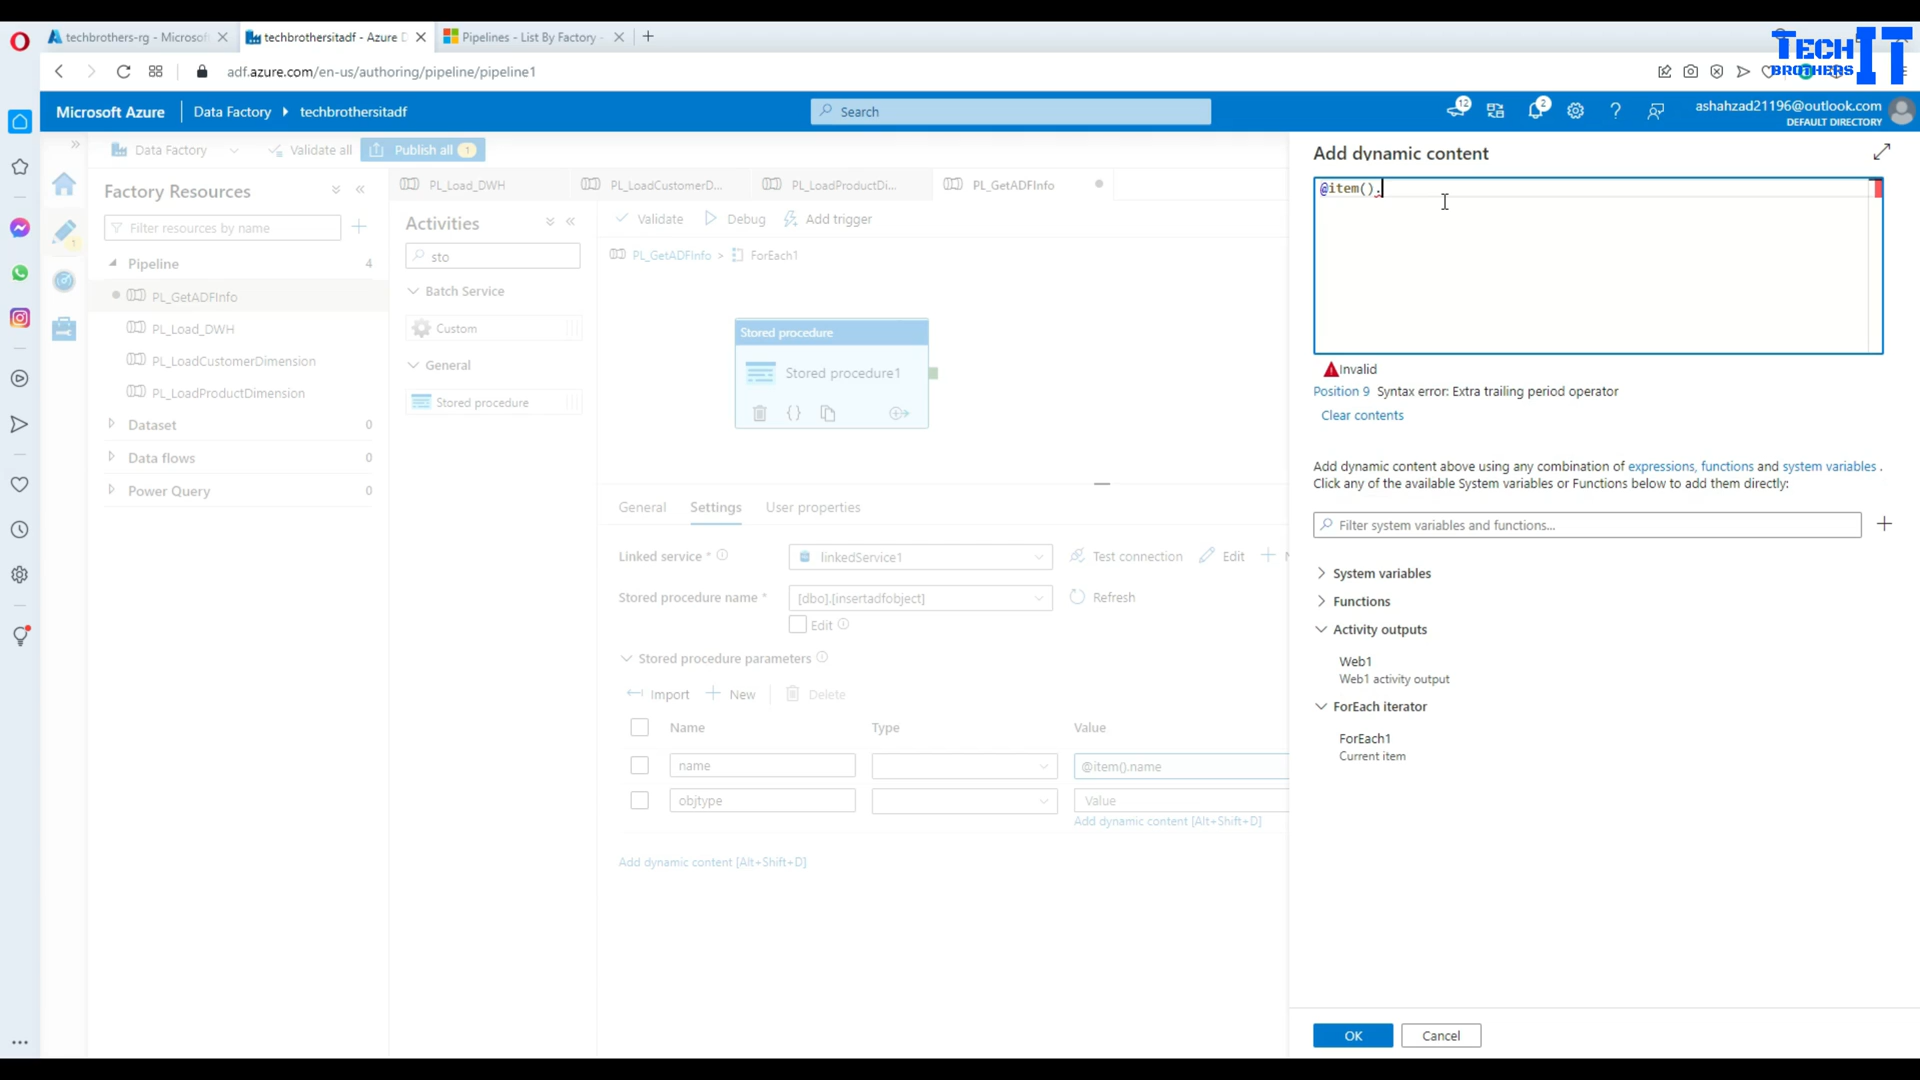 techbrothers-rg - Microsof
techbrothersitadf - Azure D
Pipelines - List By Factory -
TECH IT
BROTHERS
adf.azure.com/en-us/authoring/pipeline/pipeline1
Microsoft Azure
Data Factory
techbrothersitadf
Search
12
2
ashahzad21196@outlook.com
DEFAULT DIRECTORY
Data Factory
Validate all
Publish all
1
Factory Resources
Filter resources by name
Pipeline
4
PL_GetADFInfo
PL_Load_DWH
PL_LoadCustomerDimension
PL_LoadProductDimension
Dataset
0
Data flows
0
Power Query
0
PL_Load_DWH
PL_LoadCustomerD...
PL_LoadProductDi...
PL_GetADFInfo
Activities
sto
Batch Service
Custom
General
Stored procedure
Validate
Debug
Add trigger
PL_GetADFInfo > ForEach1
Stored procedure
Stored procedure1
General
Settings
User properties
Linked service *
linkedService1
Test connection
Edit
N
Stored procedure name *
[dbo].[insertadfobject]
Refresh
Edit
Stored procedure parameters
Import
New
Delete
Name
Type
Value
name
@item().name
objtype
Value
Add dynamic content [Alt+Shift+D]
Add dynamic content [Alt+Shift+D]
Add dynamic content
@item().
Invalid
Position 9 Syntax error: Extra trailing period operator
Clear contents
Add dynamic content above using any combination of expressions, functions and system variables .
Click any of the available System variables or Functions below to add them directly:
Filter system variables and functions...
System variables
Functions
Activity outputs
Web1
Web1 activity output
ForEach iterator
ForEach1
Current item
OK
Cancel